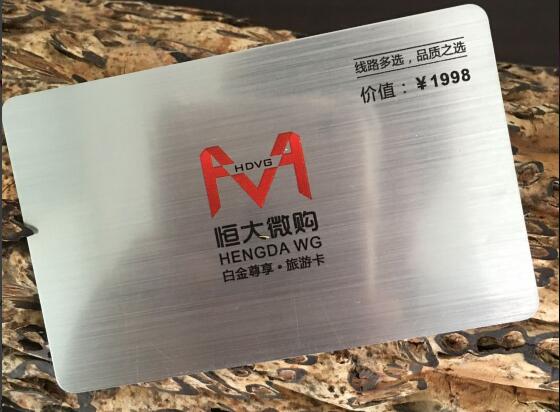 线路多选，品质之选
价值：￥1998
HDVG
恒大微购
HENGDA WG
白金尊享·旅游卡